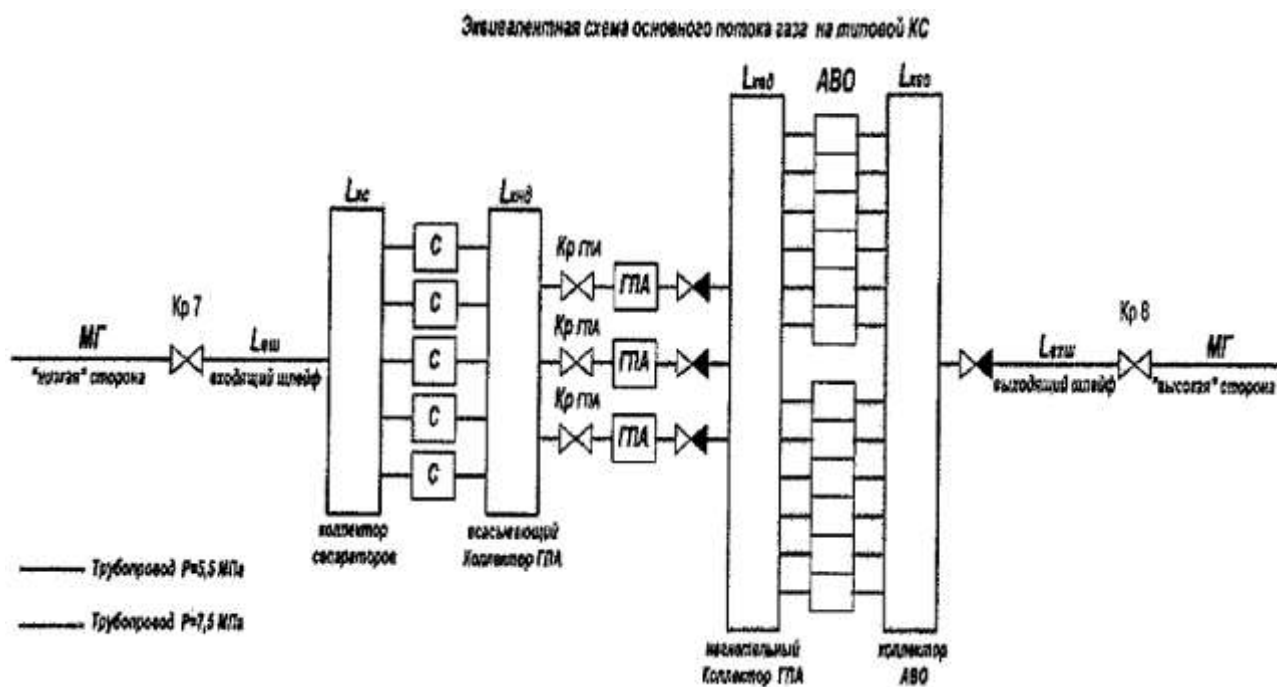 Эквивалентная схема основного потока газа на типовой КС
Lкнд АВО Lкво
Lкс Lкнд
С
С
С
С
С
Кр ГПА
Кр ГПА
Кр ГПА
ГПА
ГПА
ГПА
МГ
"низкая" сторона
Кр 7
Lвш
входящий шлейф
Lвхш
выходящий шлейф
Кр 8
МГ
"высокая" сторона
коллектор
сепараторов
всасывающий
Коллектор ГПА
нагнетательный
Коллектор ГПА
коллектор
АВО
Трубопровод Р=5,5 МПа
Трубопровод Р=7,5 МПа